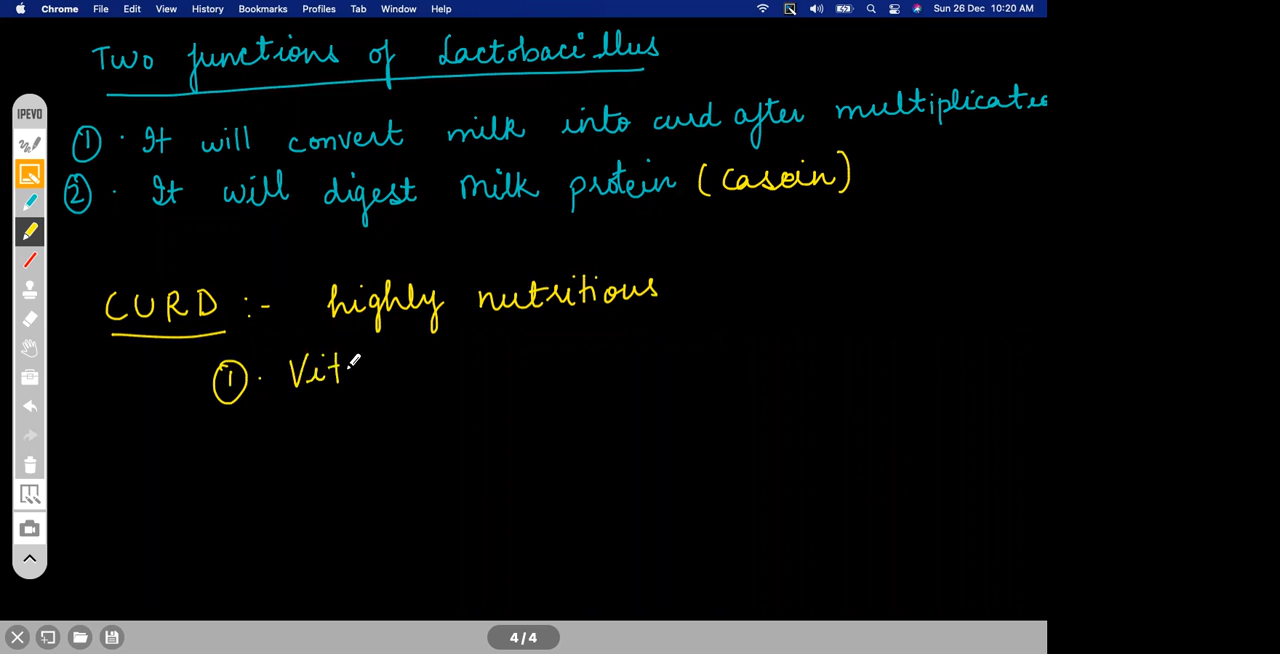 Chrome File Edit View History Bookmarks Profiles Tab Window Help Sun 26 Dec 10:20 AM
Two functions of Lactobacillus
IPEVO
① · It will convert milk into curd after multiplicatio
② · It will digest milk protein (casein)
CURD :- highly nutritious
① · Vit
4/4